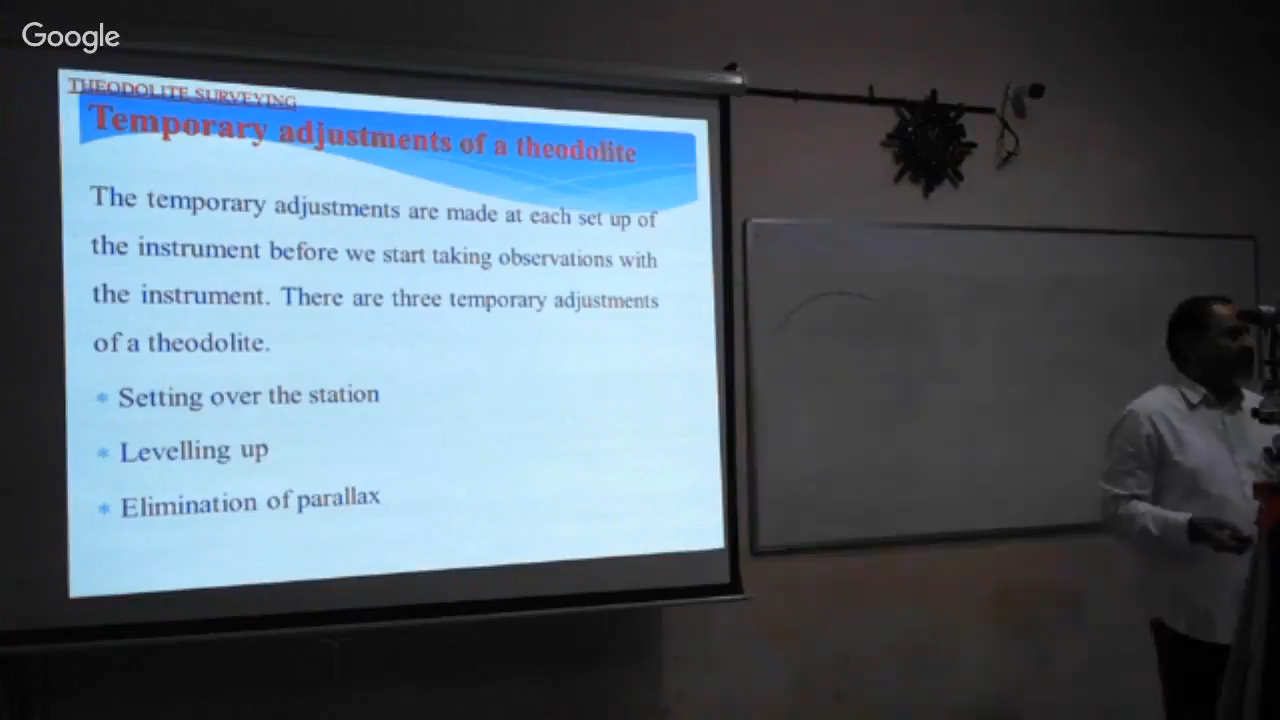 Google
THEODOLITE SURVEYING
Temporary adjustments of a theodolite
The temporary adjustments are made at each set up of
the instrument before we start taking observations with
the instrument. There are three temporary adjustments
of a theodolite.
* Setting over the station
* Levelling up
* Elimination of parallax